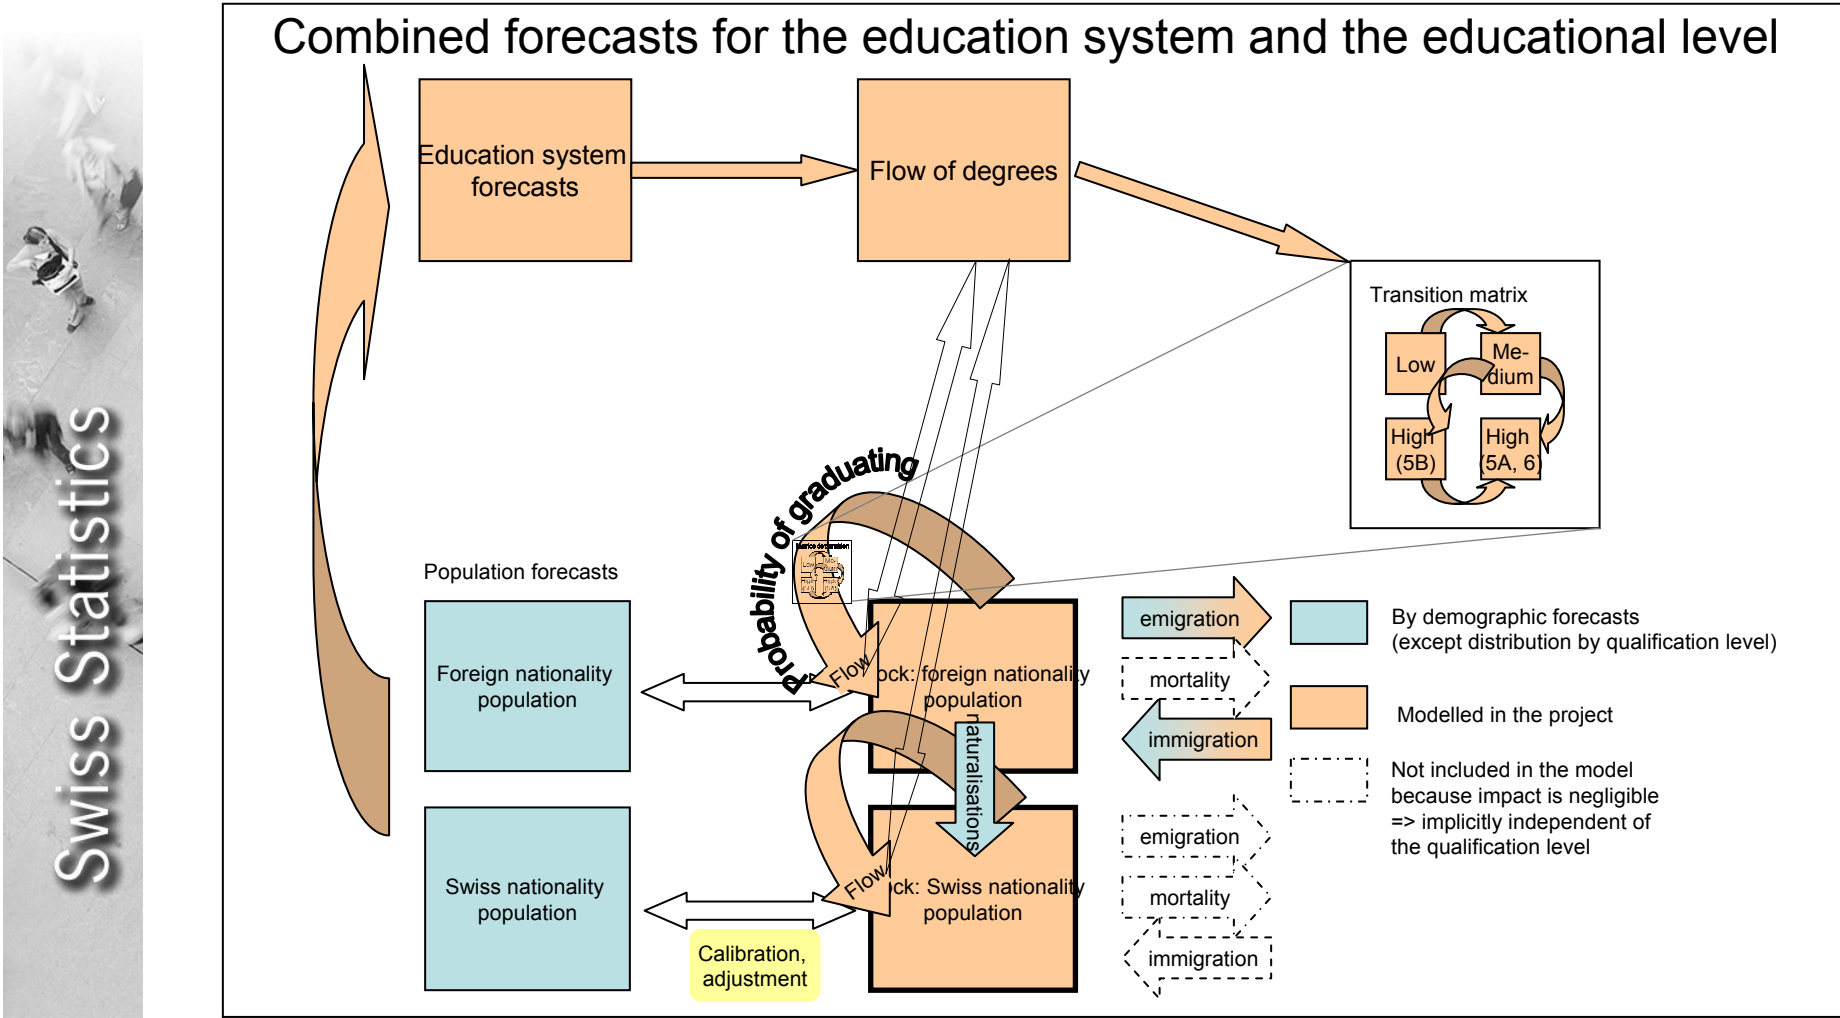 Combined forecasts for the education system and the educational level
Swiss Statistics
Education system
forecasts
Flow of degrees
Transition matrix
Low
Me-
dium
High
(5B)
High
(5A, 6)
Probability of graduating
Low
Population forecasts
Foreign nationality
population
Flow
ock: foreign nationality
population
naturalisations
emigration
mortality
immigration
By demographic forecasts
(except distribution by qualification level)
Modelled in the project
Not included in the model
because impact is negligible
=> implicitly independent of
the qualification level
Swiss nationality
population
Flow
ock: Swiss nationality
population
Calibration,
adjustment
emigration
mortality
immigration